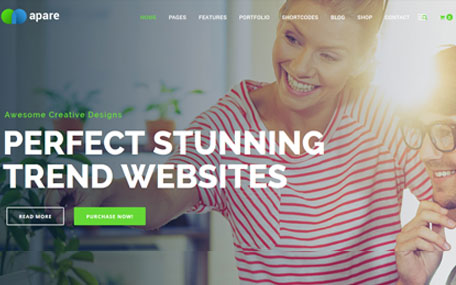 apare
HOME PAGES FEATURES PORTFOLIO SHORTCODES BLOG SHOP CONTACT
Awesome Creative Designs
PERFECT STUNNING
TREND WEBSITES
READ MORE PURCHASE NOW!